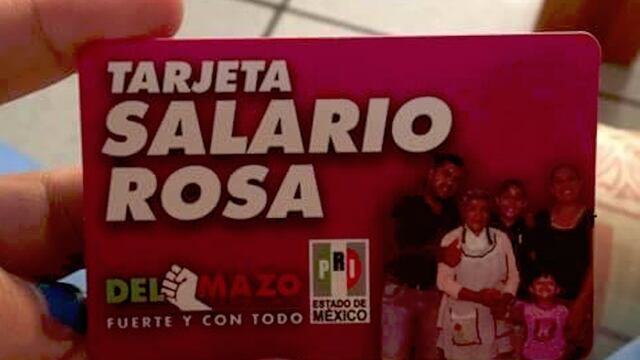 TARJETA
SALARIO
ROSA
DEL MAZO
FUERTE Y CON TODO
PRI
ESTADO DE
MÉXICO